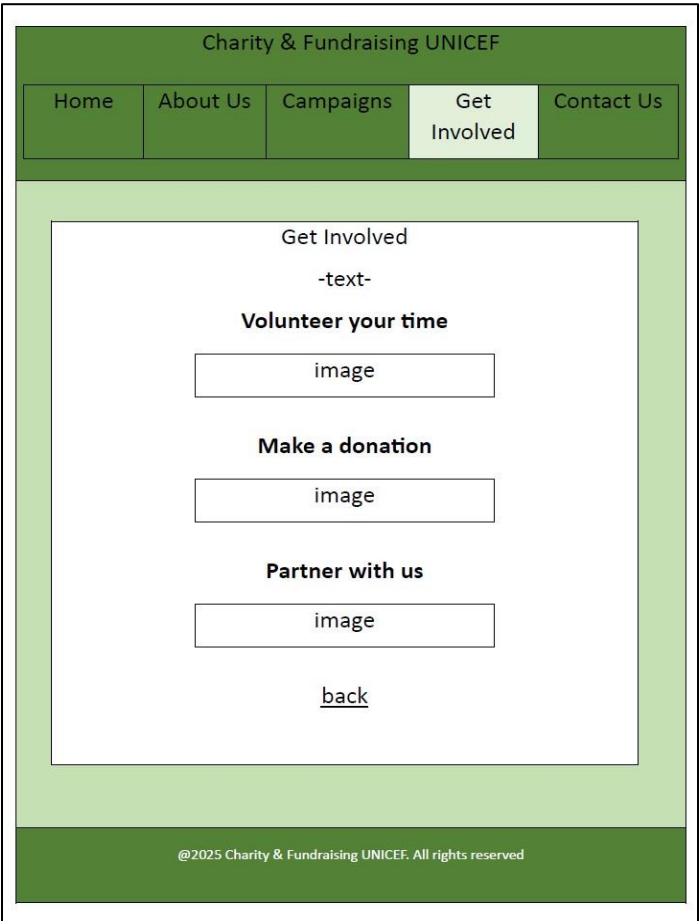 Charity & Fundraising UNICEF
Home About Us Campaigns Get Involved Contact Us
Get Involved
-text-
Volunteer your time
image
Make a donation
image
Partner with us
image
back
@2025 Charity & Fundraising UNICEF. All rights reserved